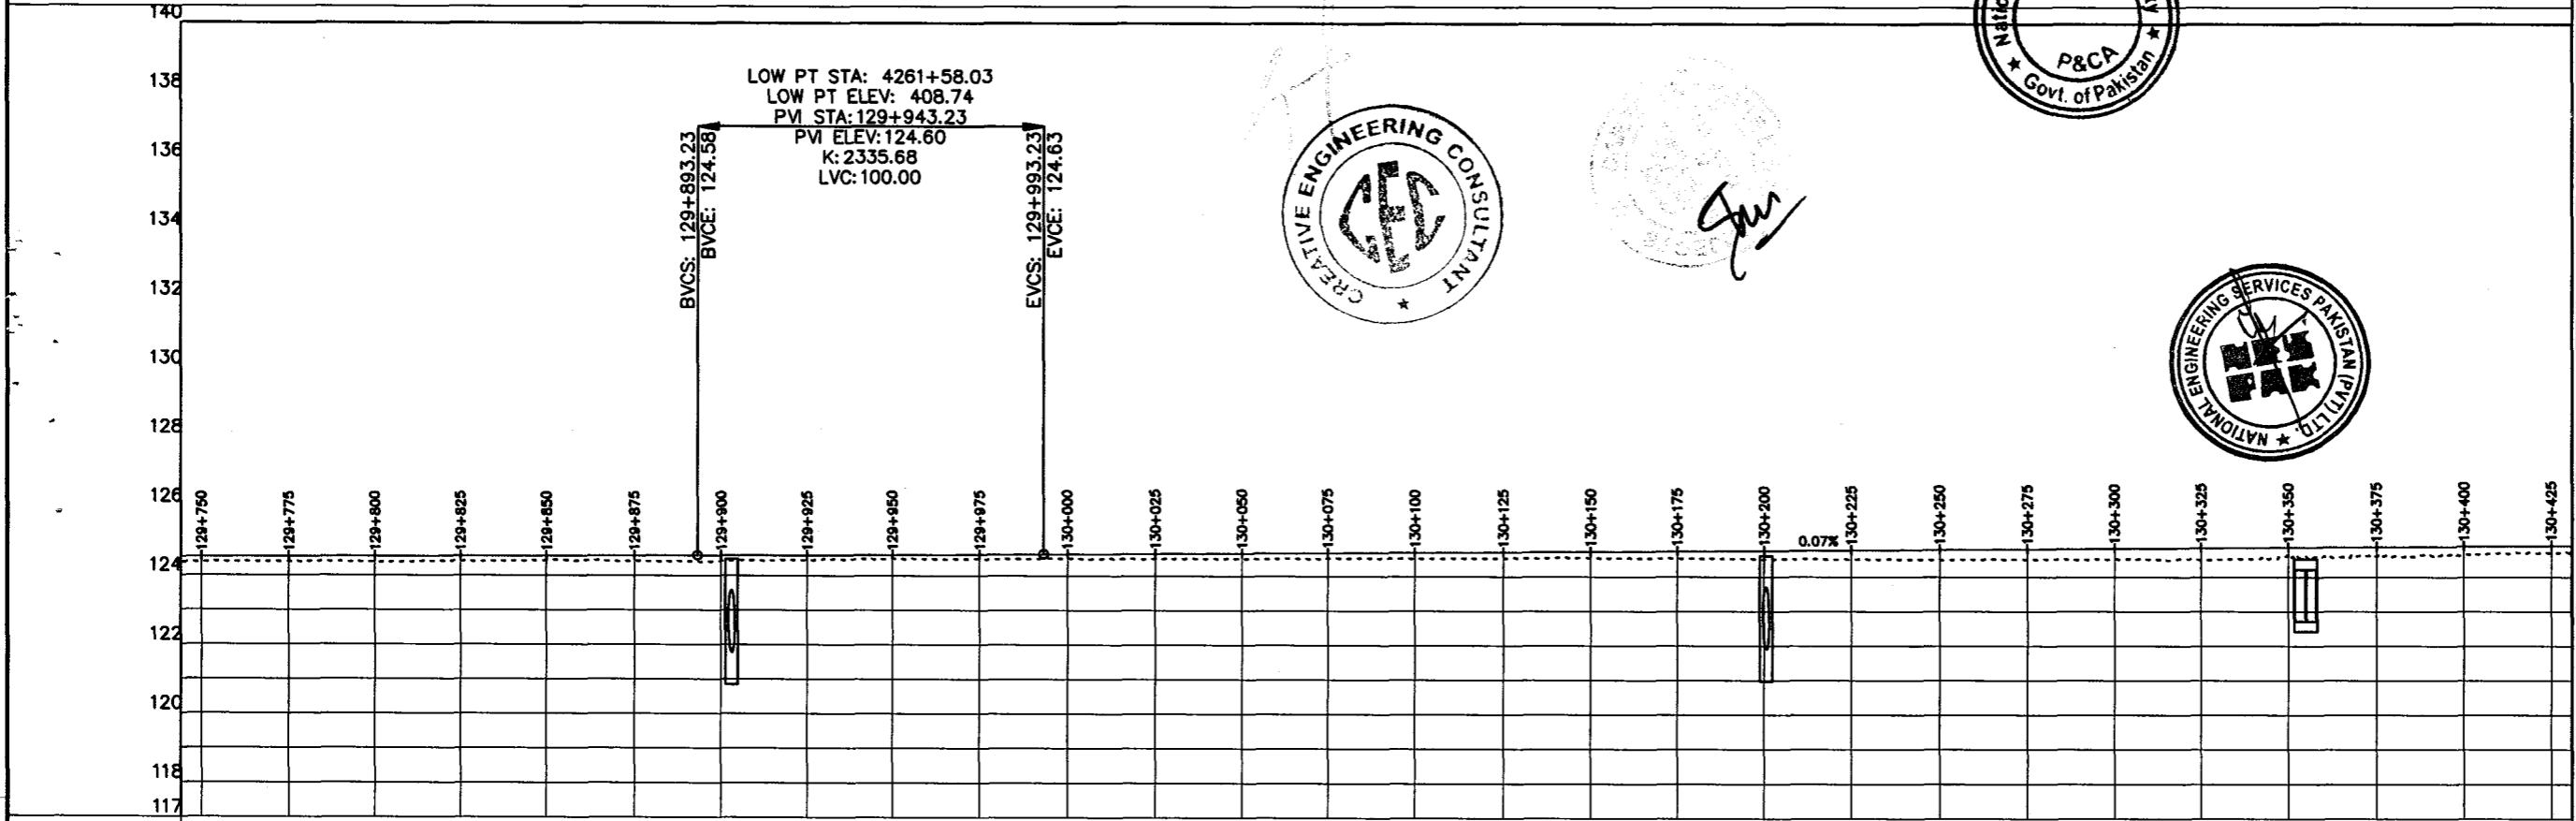 140
138
136
134
132
130
128
126
124
122
120
118
117
LOW PT STA: 4261+58.03
LOW PT ELEV: 408.74
PVI STA: 129+943.23
PVI ELEV: 124.60
K: 2335.68
LVC: 100.00
BVCS: 129+893.23
BVCE: 124.58
EVCS: 129+993.23
EVCE: 124.63
CREATIVE ENGINEERING CONSULTANT ★
CEC
P&CA
★ Govt. of Pakistan ★
NATIONAL ENGINEERING SERVICES PAKISTAN (PVT) LTD. ★
129+750
129+775
129+800
129+825
129+850
129+875
129+900
129+925
129+950
129+975
130+000
130+025
130+050
130+075
130+100
130+125
130+150
130+175
130+200
0.07%
130+225
130+250
130+275
130+300
130+325
130+350
130+375
130+400
130+425